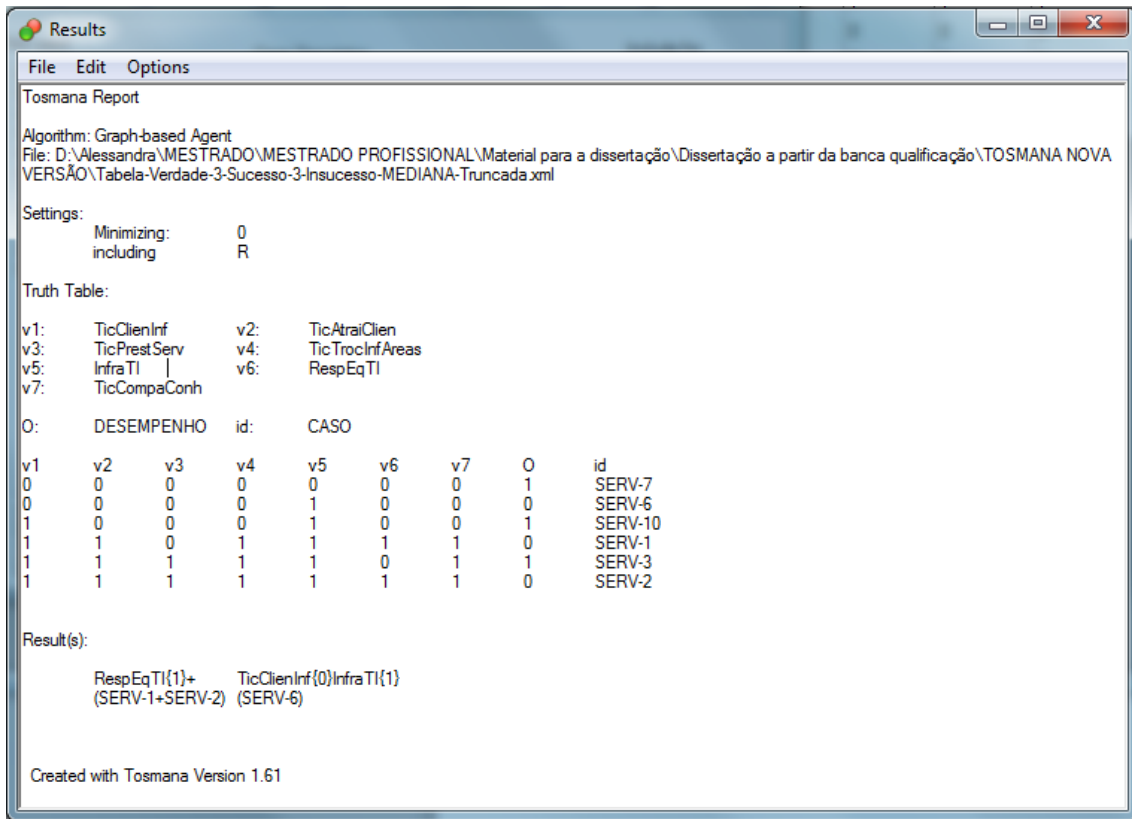 Results
File Edit Options
Tosmana Report
Algorithm: Graph-based Agent
File: D:\Alessandra\MESTRADO\MESTRADO PROFISSIONAL\Material para a dissertação\Dissertação a partir da banca qualificação\TOSMANA NOVA
VERSÃO\Tabela-Verdade-3-Sucesso-3-Insucesso-MEDIANA-Truncada.xml
Settings:
Minimizing: 0
including R
Truth Table:
v1: TicClienInf v2: TicAtraiClien
v3: TicPrestServ v4: TicTrocInfAreas
v5: InfraTI v6: RespEqTI
v7: TicCompaConh
O: DESEMPENHO id: CASO
v1 v2 v3 v4 v5 v6 v7 O id
0 0 0 0 0 0 0 1 SERV-7
0 0 0 0 1 0 0 0 SERV-6
1 0 0 0 1 0 0 1 SERV-10
1 1 0 1 1 1 1 0 SERV-1
1 1 1 1 1 0 1 1 SERV-3
1 1 1 1 1 1 1 0 SERV-2
Result(s):
RespEqTI{1}+ TicClienInf{0}InfraTI{1}
(SERV-1+SERV-2) (SERV-6)
Created with Tosmana Version 1.61